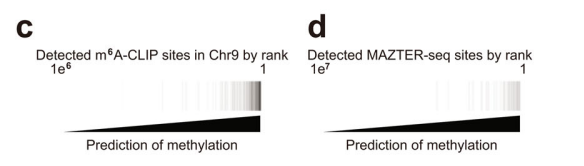 c
Detected m⁶A-CLIP sites in Chr9 by rank
1e⁶ 1
Prediction of methylation
d
Detected MAZTER-seq sites by rank
1e⁷ 1
Prediction of methylation